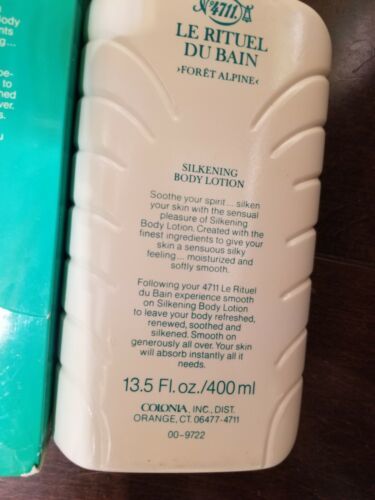 Nº4711.
LE RITUEL
DU BAIN
›FORÊT ALPINE‹
SILKENING
BODY LOTION
Soothe your spirit... silken
your skin with the sensual
pleasure of Silkening
Body Lotion. Created with the
finest ingredients to give your
skin a sensuous silky
feeling... moisturized and
softly smooth.
Following your 4711 Le Rituel
du Bain experience smooth
on Silkening Body Lotion
to leave your body refreshed,
renewed, soothed and
silkened. Smooth on
generously all over. Your skin
will absorb instantly all it
needs.
13.5 Fl. oz./400 ml
COLONIA, INC., DIST.
ORANGE, CT. 06477-4711
00-9722